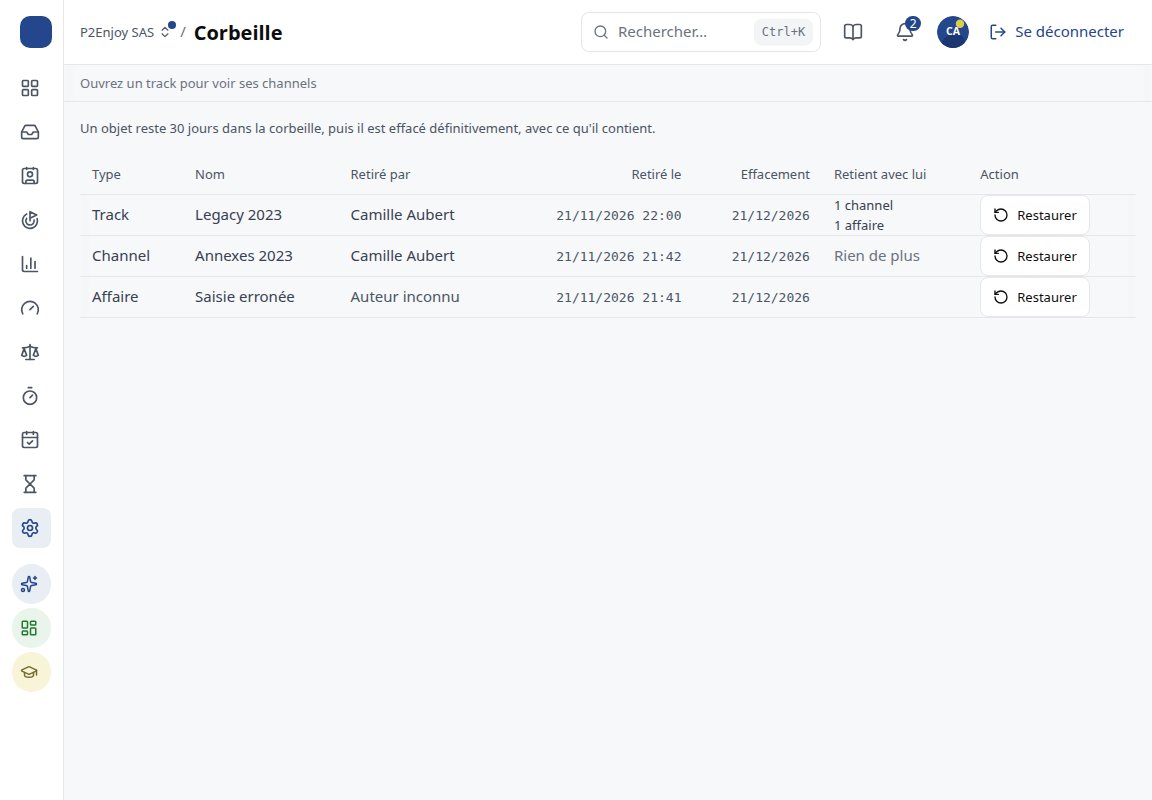 P2Enjoy SAS / Corbeille
Rechercher... Ctrl+K
2
CA
Se déconnecter
Ouvrez un track pour voir ses channels
Un objet reste 30 jours dans la corbeille, puis il est effacé définitivement, avec ce qu'il contient.
Type Nom Retiré par Retiré le Effacement Retient avec lui Action
Track Legacy 2023 Camille Aubert 21/11/2026 22:00 21/12/2026 1 channel
1 affaire
Restaurer
Channel Annexes 2023 Camille Aubert 21/11/2026 21:42 21/12/2026 Rien de plus Restaurer
Affaire Saisie erronée Auteur inconnu 21/11/2026 21:41 21/12/2026 Restaurer